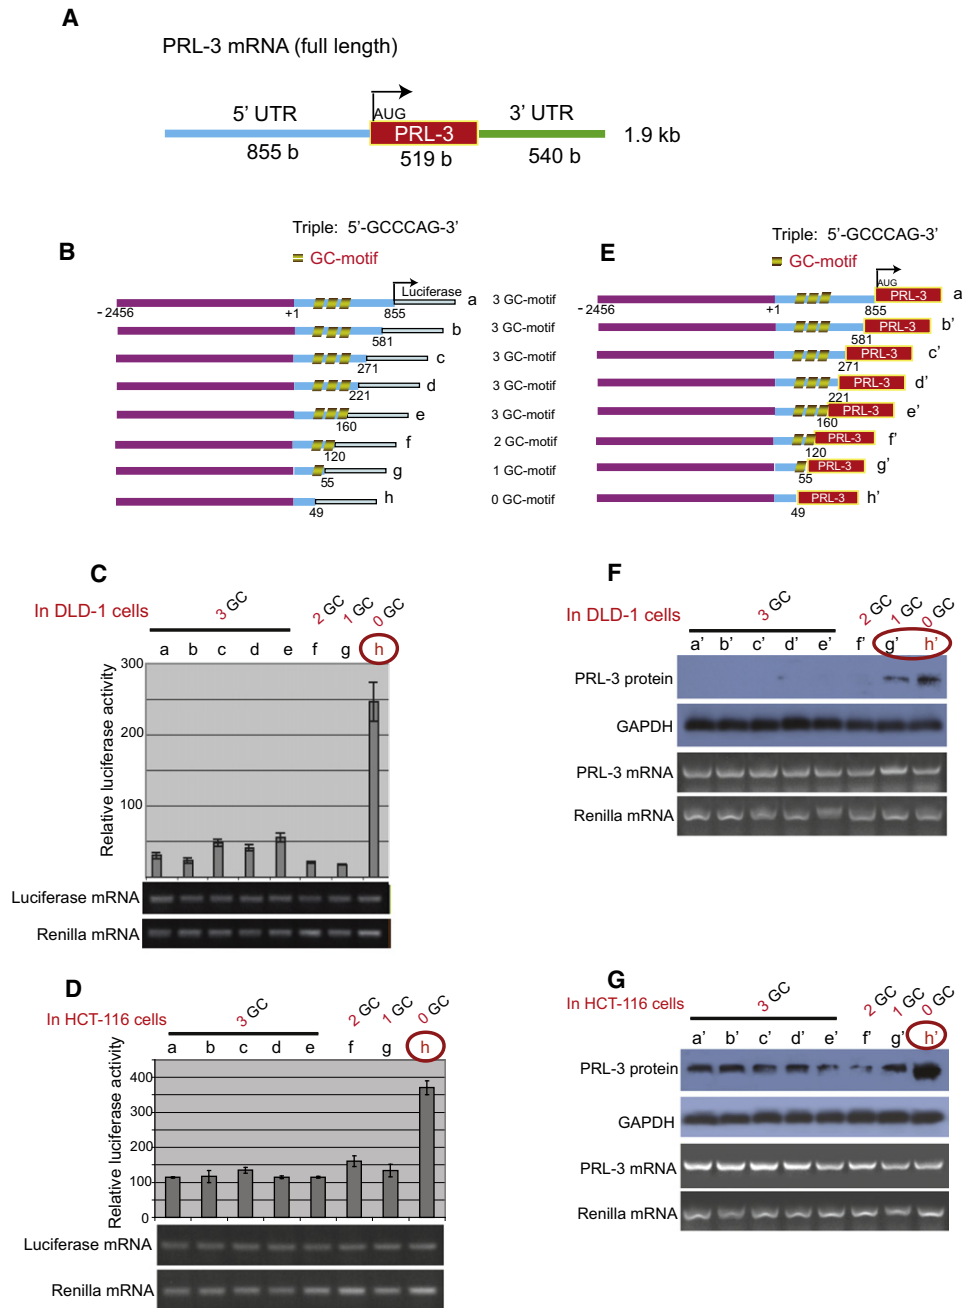 A
PRL-3 mRNA (full length)
5' UTR
AUG
PRL-3
3' UTR
1.9 kb
855 b
519 b
540 b
B
Triple: 5'-GCCCAG-3'
GC-motif
Luciferase
a
3 GC-motif
-2456
+1
855
b
3 GC-motif
581
c
3 GC-motif
271
d
3 GC-motif
221
e
3 GC-motif
160
f
2 GC-motif
120
g
1 GC-motif
55
h
0 GC-motif
49
E
Triple: 5'-GCCCAG-3'
GC-motif
AUG
PRL-3
a
-2456
+1
855
PRL-3
b'
581
PRL-3
c'
271
PRL-3
d'
221
PRL-3
e'
160
PRL-3
f'
120
PRL-3
g'
55
PRL-3
h'
49
C
In DLD-1 cells
3 GC
2 GC
1 GC
0 GC
a b c d e f g h
Relative luciferase activity
300
200
100
Luciferase mRNA
Renilla mRNA
D
In HCT-116 cells
3 GC
2 GC
1 GC
0 GC
a b c d e f g h
Relative luciferase activity
400
300
200
100
0
Luciferase mRNA
Renilla mRNA
F
In DLD-1 cells
3 GC
2 GC
1 GC
0 GC
a' b' c' d' e' f' g' h'
PRL-3 protein
GAPDH
PRL-3 mRNA
Renilla mRNA
G
In HCT-116 cells
3 GC
2 GC
1 GC
0 GC
a' b' c' d' e' f' g' h'
PRL-3 protein
GAPDH
PRL-3 mRNA
Renilla mRNA